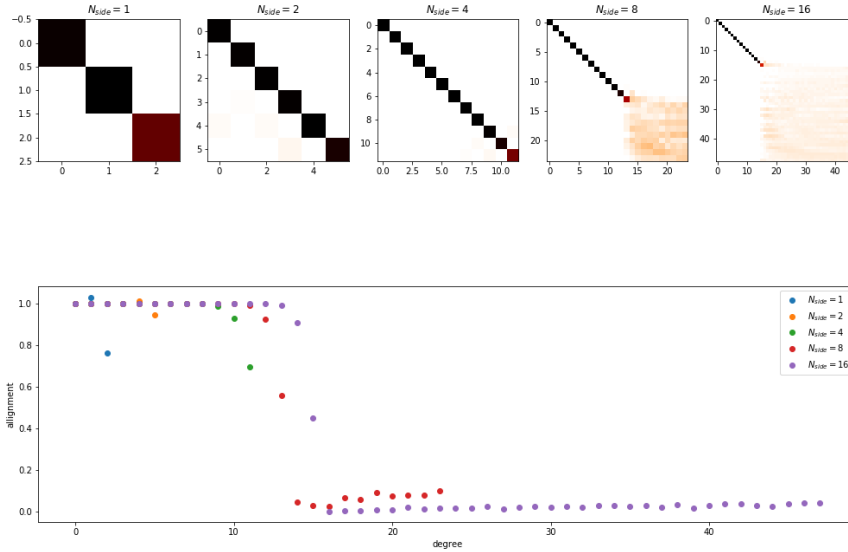 N_side = 1
N_side = 2
N_side = 4
N_side = 8
N_side = 16
−0.5
0.0
0.5
1.0
1.5
2.0
2.5
0 1 2
0
1
2
3
4
5
0 2 4
0
2
4
6
8
10
0.0 2.5 5.0 7.5 10.0
0
5
10
15
20
0 5 10 15 20
0
10
20
30
40
0 10 20 30 40
allignment
1.0
0.8
0.6
0.4
0.2
0.0
N_side = 1
N_side = 2
N_side = 4
N_side = 8
N_side = 16
0 10 20 30 40
degree